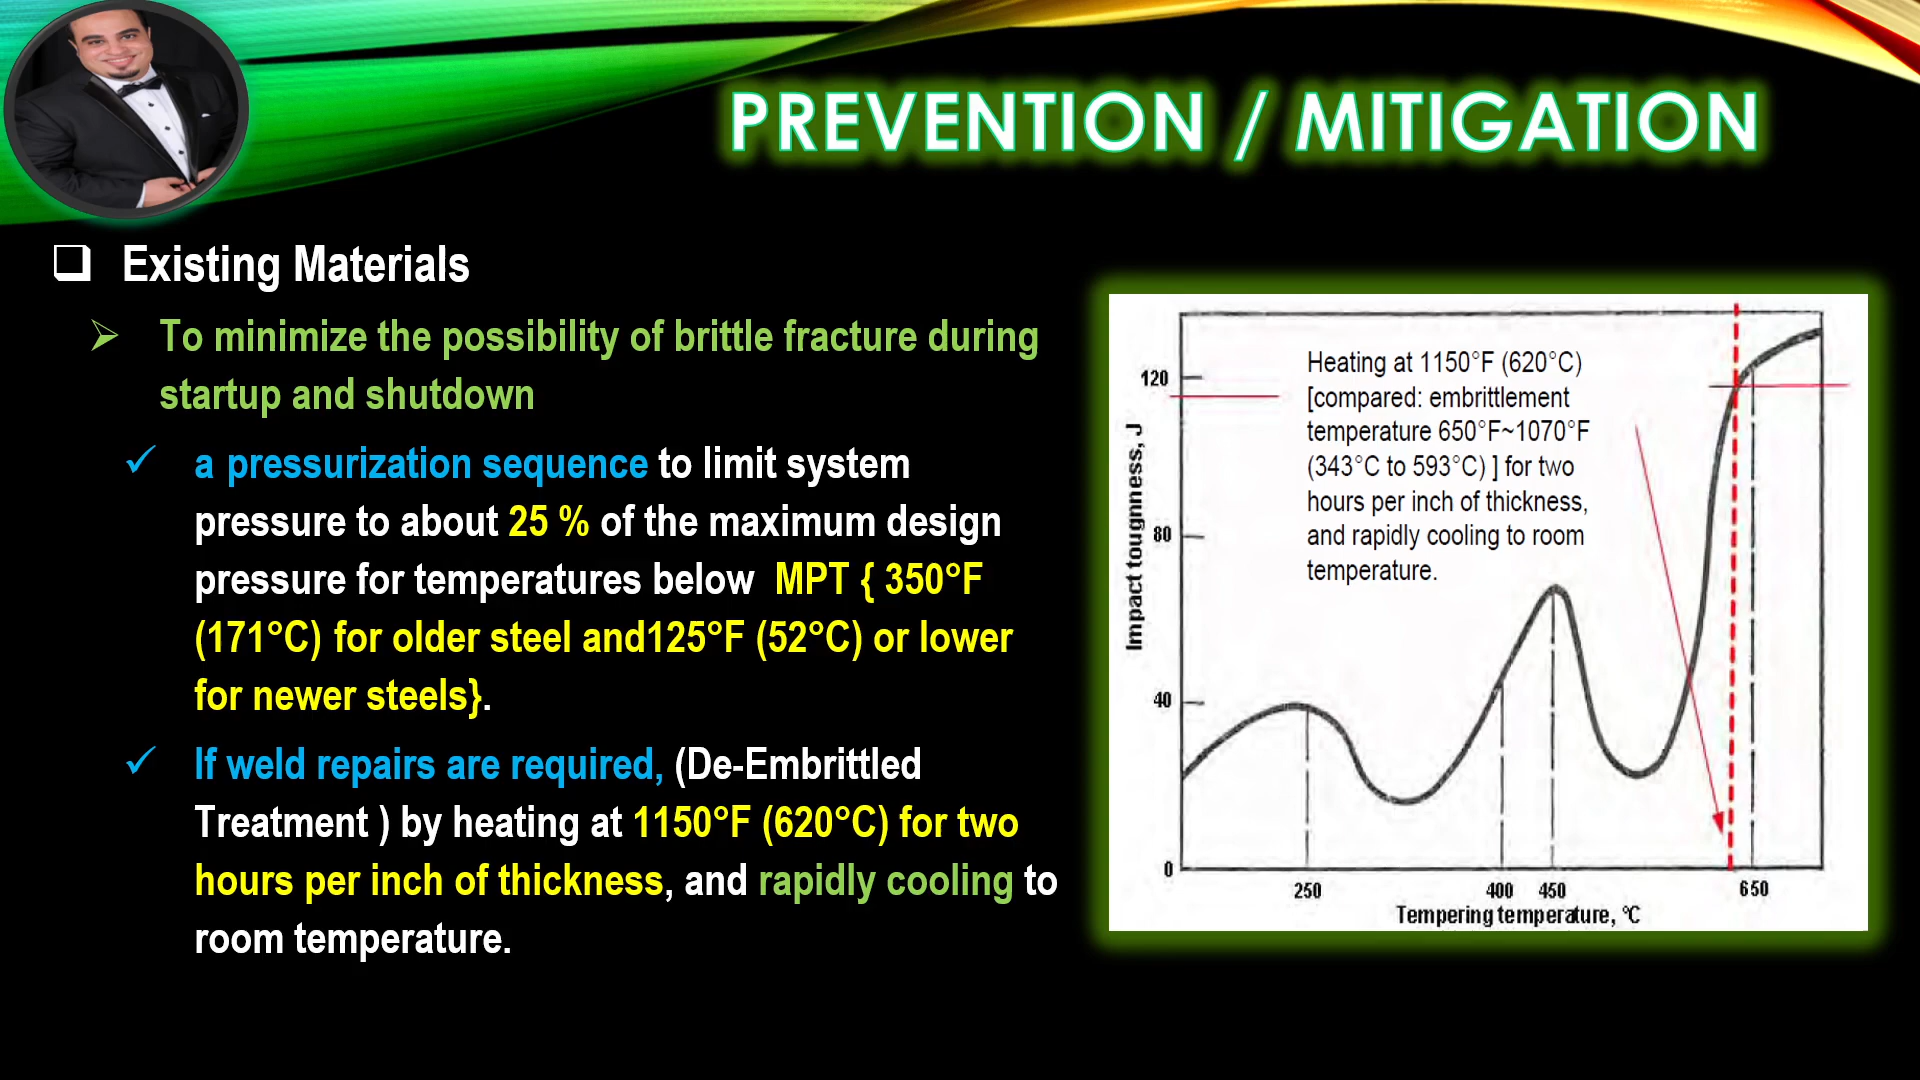 PREVENTION / MITIGATION
Existing Materials
To minimize the possibility of brittle fracture during
startup and shutdown
a pressurization sequence to limit system
pressure to about 25 % of the maximum design
pressure for temperatures below MPT { 350°F
(171°C) for older steel and125°F (52°C) or lower
for newer steels}.
If weld repairs are required, (De-Embrittled
Treatment ) by heating at 1150°F (620°C) for two
hours per inch of thickness, and rapidly cooling to
room temperature.
Heating at 1150°F (620°C)
[compared: embrittlement
temperature 650°F~1070°F
(343°C to 593°C) ] for two
hours per inch of thickness,
and rapidly cooling to room
temperature.
Impact tougnness, J
120
80
40
0
250
400
450
650
Tempering temperature, °C